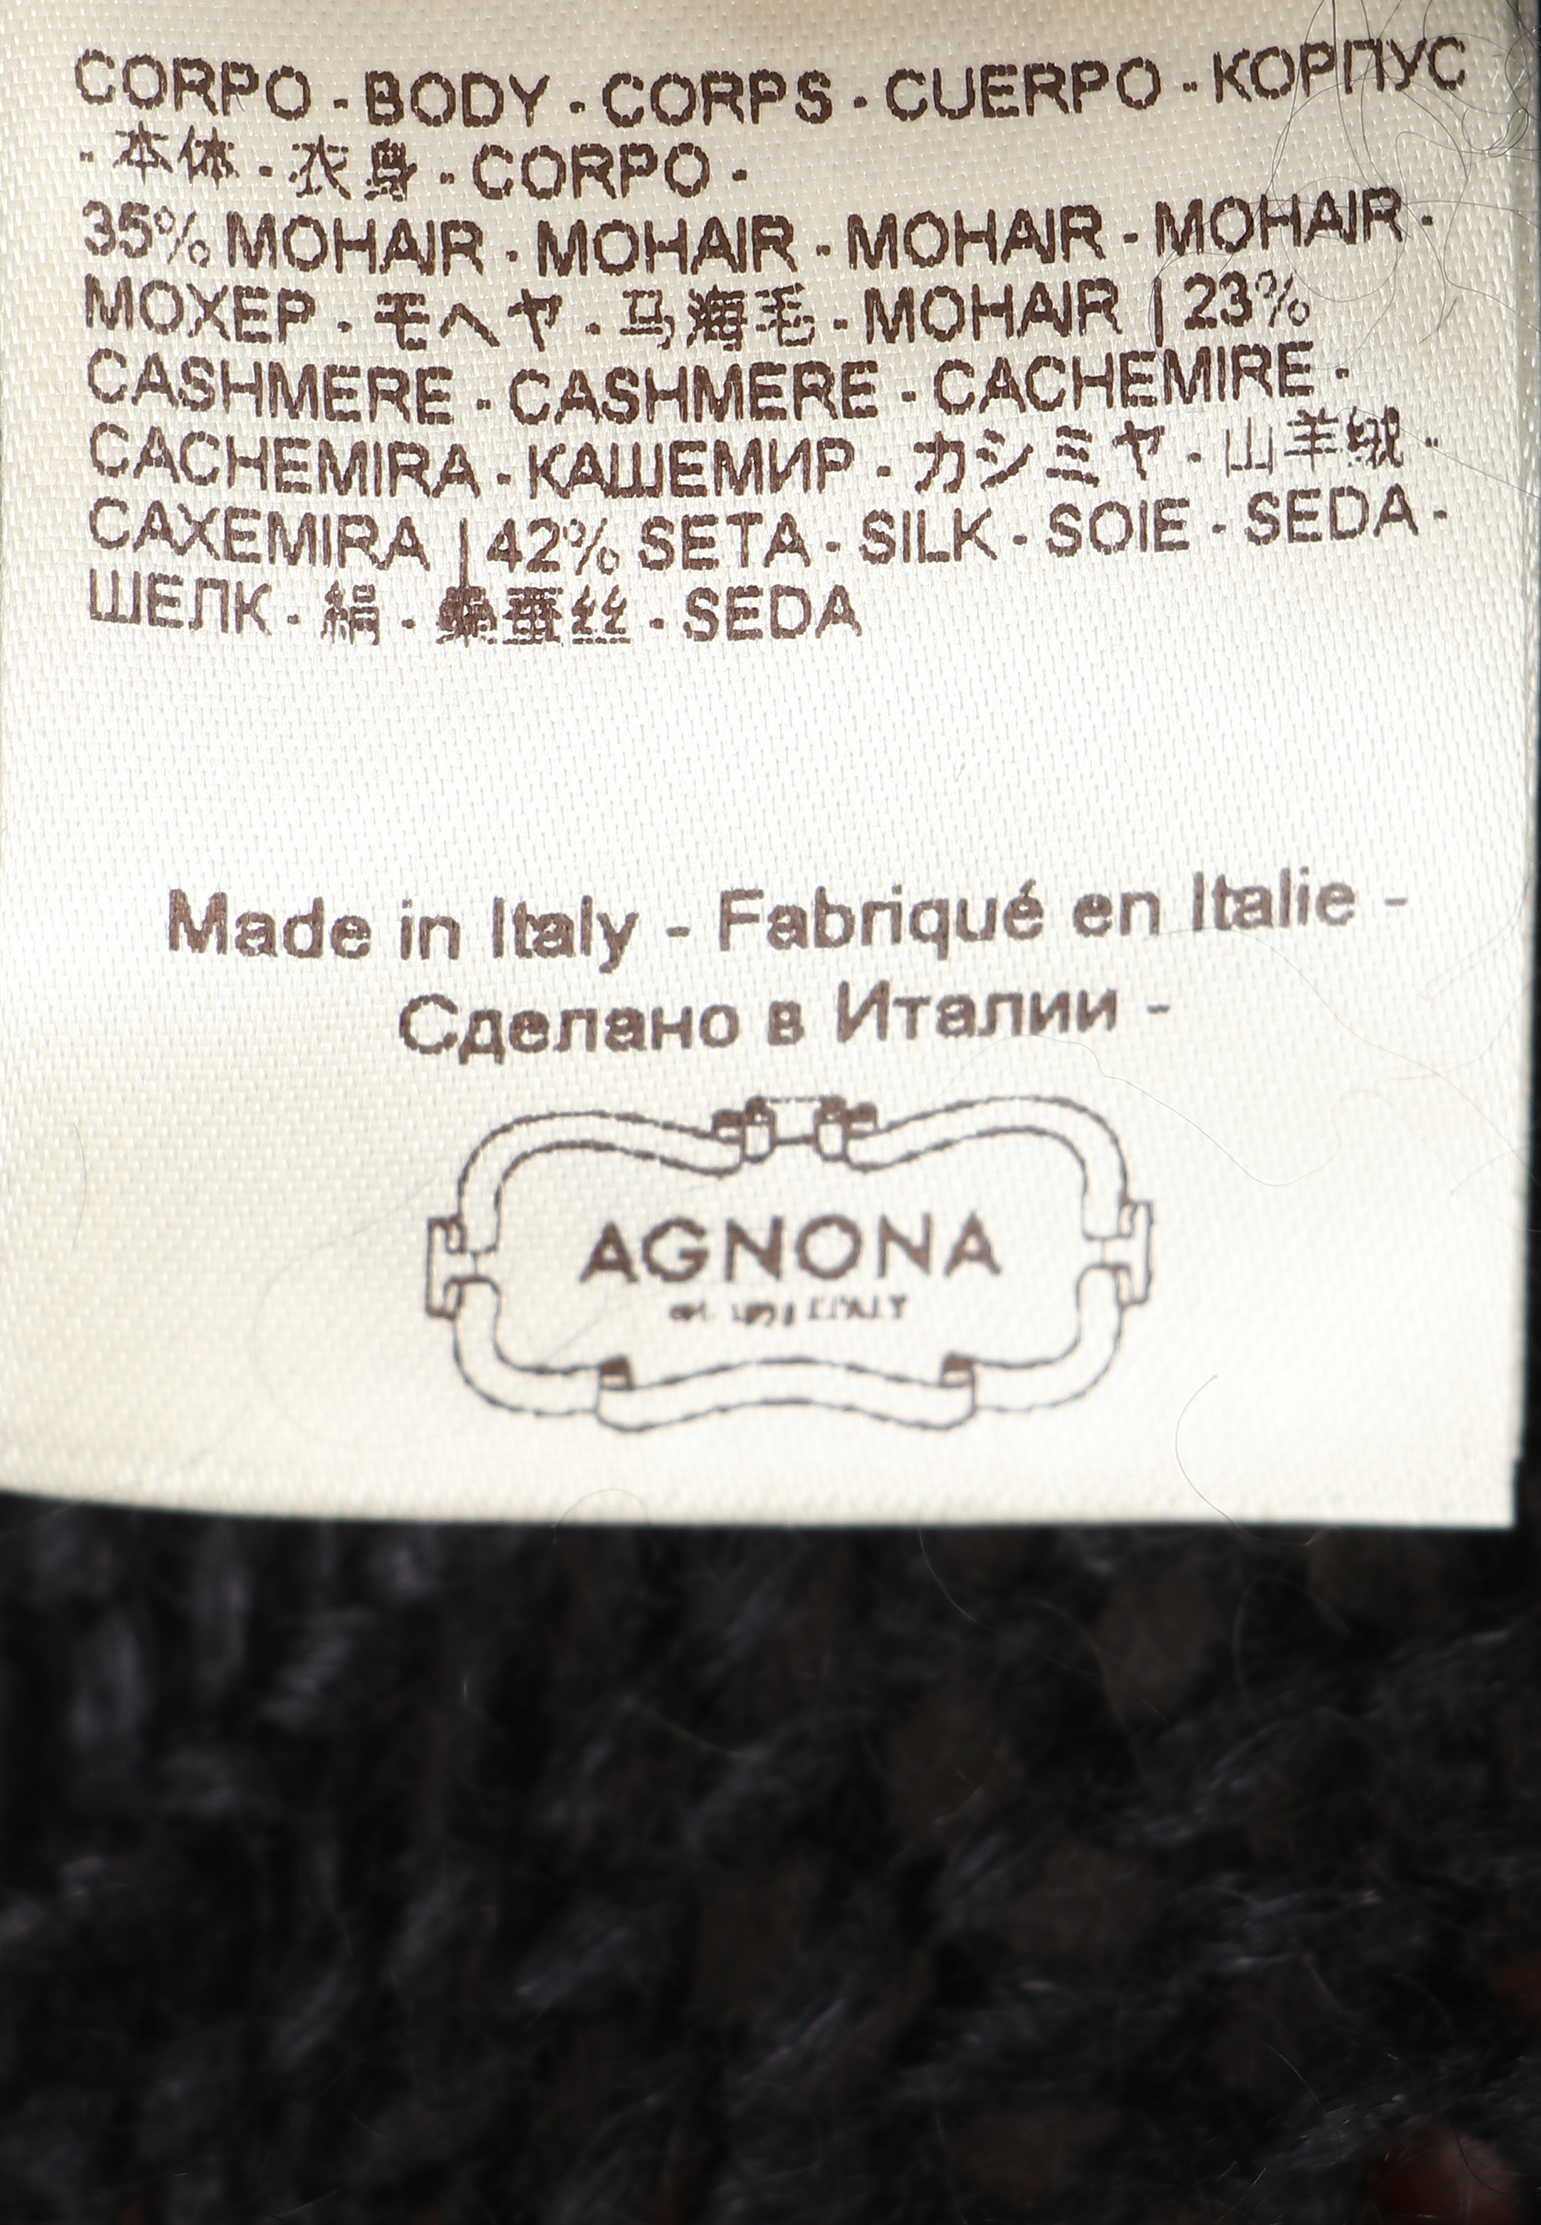 CORPO - BODY - CORPS - CUERPO - КОРПУС
- 本体 - 衣身 - CORPO -
35% MOHAIR - MOHAIR - MOHAIR - MOHAIR -
МОХЕР - モヘヤ - 马海毛 - MOHAIR | 23%
CASHMERE - CASHMERE - CACHEMIRE -
CACHEMIRA - КАШЕМИР - カシミヤ - 山羊绒 -
CAXEMIRA | 42% SETA - SILK - SOIE - SEDA -
ШЕЛК - 絹 - 桑蚕丝 - SEDA
Made in Italy - Fabriqué en Italie -
Сделано в Италии -
AGNONA
ITALY